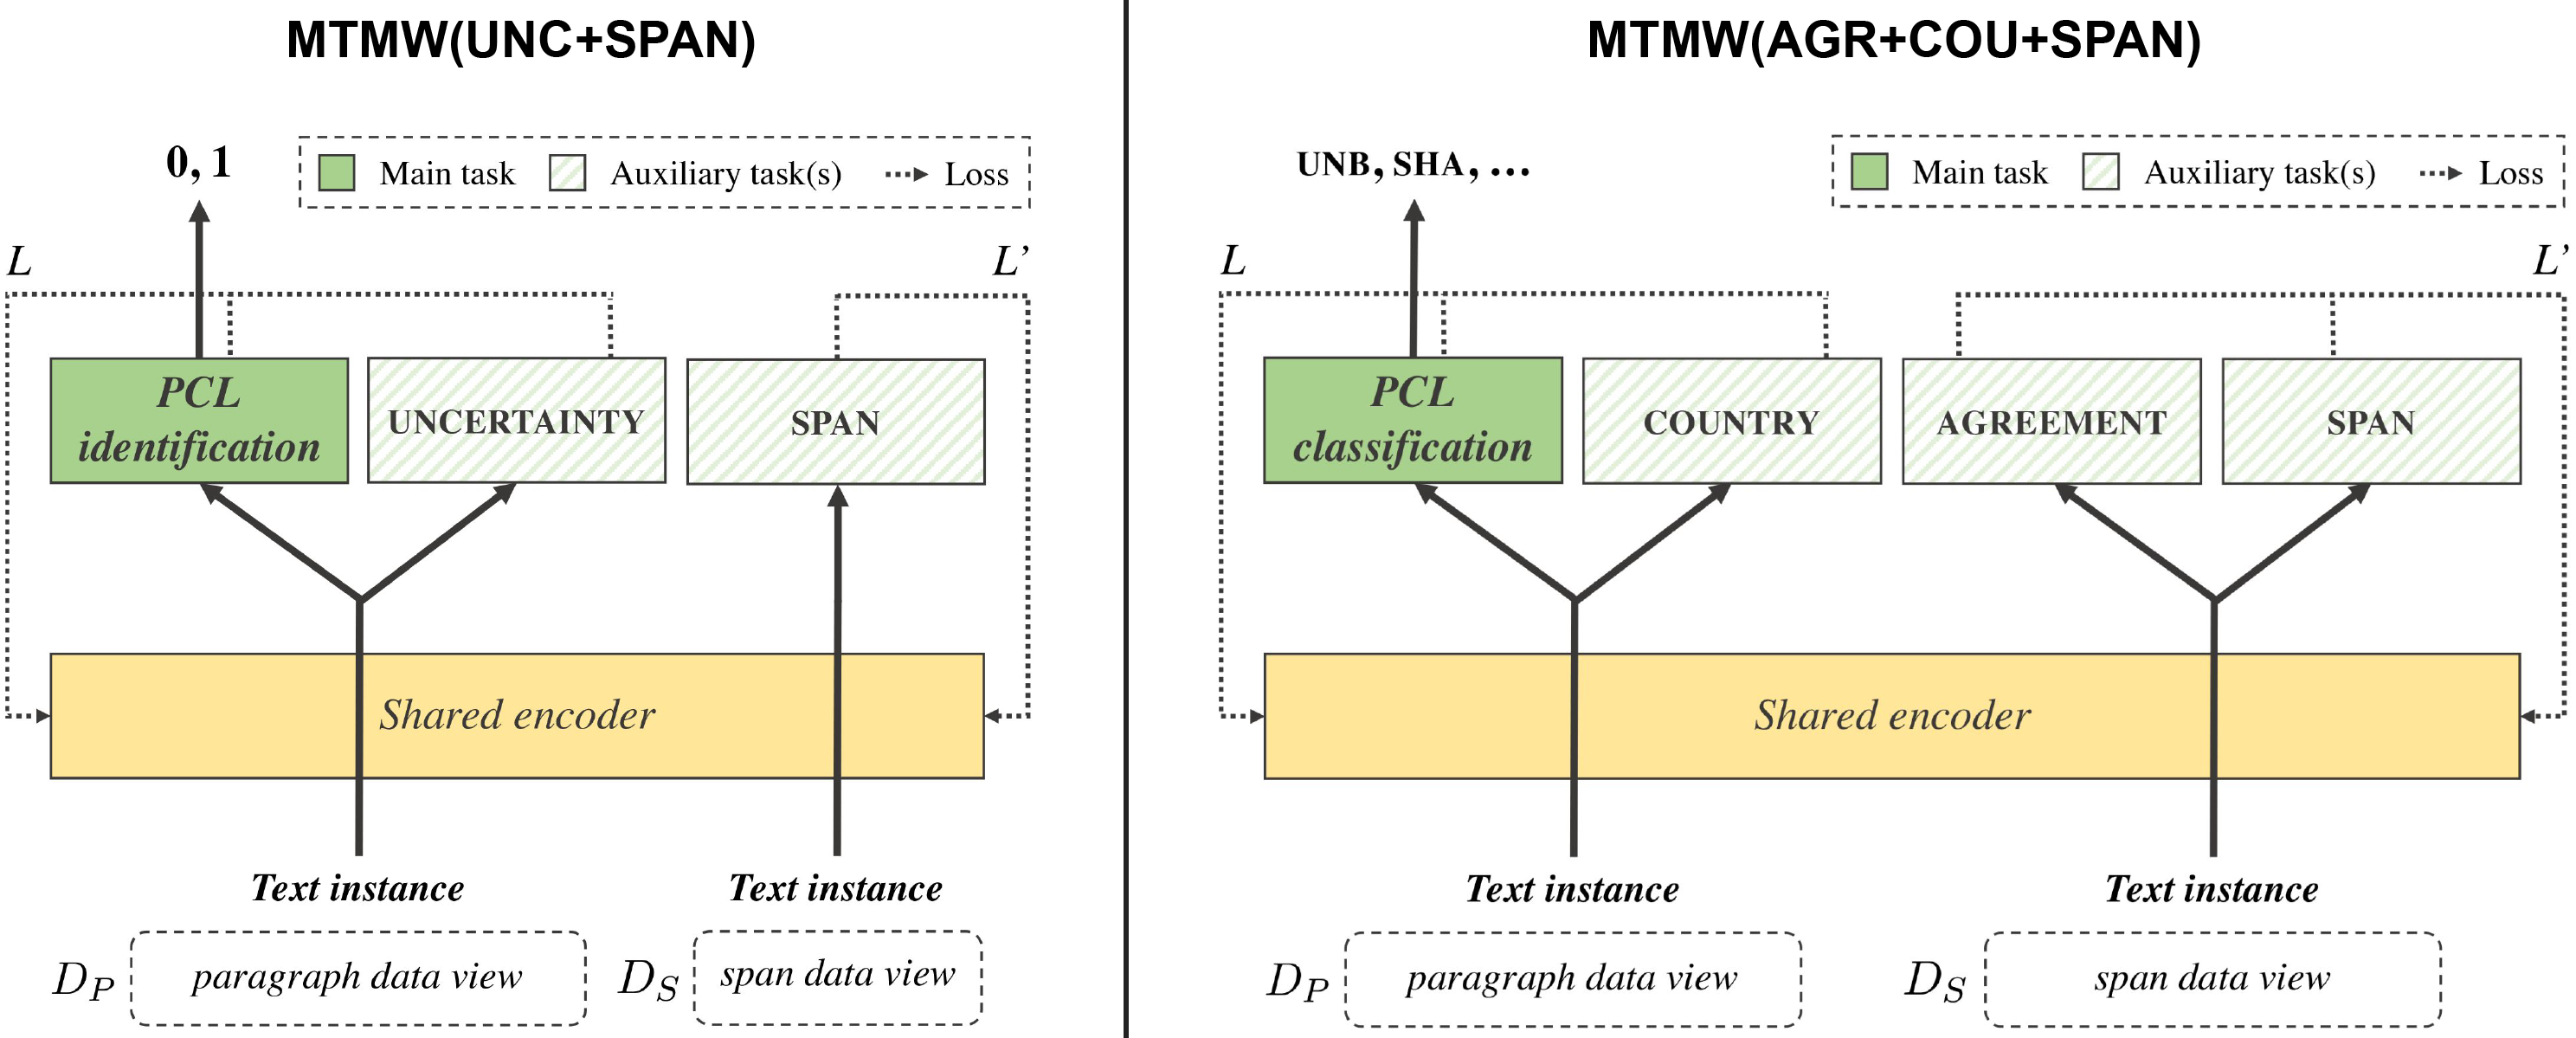 MTMW(UNC+SPAN)
0, 1
Main task
Auxiliary task(s)
Loss
L
L’
PCL
identification
UNCERTAINTY
SPAN
Shared encoder
Text instance
Text instance
D_P
paragraph data view
D_S
span data view
MTMW(AGR+COU+SPAN)
UNB, SHA, ...
Main task
Auxiliary task(s)
Loss
L
L’
PCL
classification
COUNTRY
AGREEMENT
SPAN
Shared encoder
Text instance
Text instance
D_P
paragraph data view
D_S
span data view